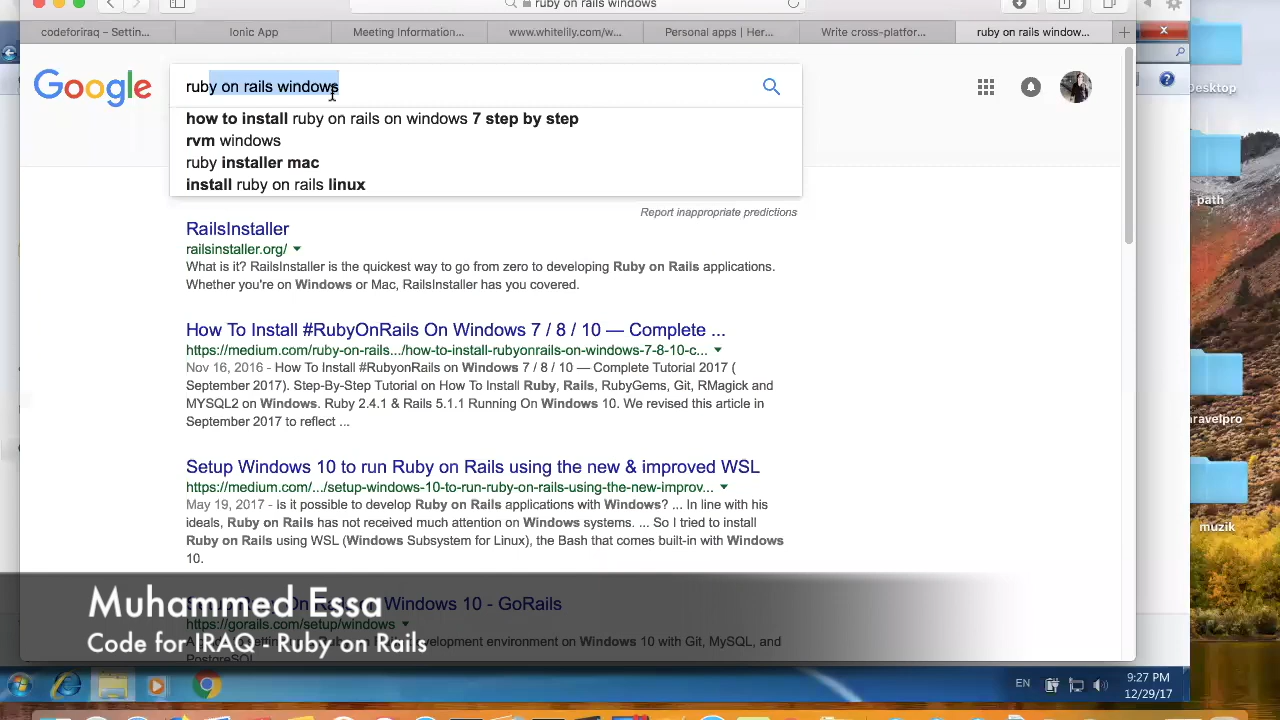 ruby on rails windows
codeforiraq – Settin...
Ionic App
Meeting Information...
www.whitelily.com/w...
Personal apps | Her...
Write cross-platfor...
ruby on rails window...
Google
ruby on rails windows
how to install ruby on rails on windows 7 step by step
rvm windows
ruby installer mac
install ruby on rails linux
Report inappropriate predictions
RailsInstaller
railsinstaller.org/
What is it? RailsInstaller is the quickest way to go from zero to developing Ruby on Rails applications.
Whether you're on Windows or Mac, RailsInstaller has you covered.
How To Install #RubyOnRails On Windows 7 / 8 / 10 — Complete ...
https://medium.com/ruby-on-rails.../how-to-install-rubyonrails-on-windows-7-8-10-c...
Nov 16, 2016 - How To Install #RubyonRails on Windows 7 / 8 / 10 — Complete Tutorial 2017 (
September 2017). Step-By-Step Tutorial on How To Install Ruby, Rails, RubyGems, Git, RMagick and
MYSQL2 on Windows. Ruby 2.4.1 & Rails 5.1.1 Running On Windows 10. We revised this article in
September 2017 to reflect ...
Setup Windows 10 to run Ruby on Rails using the new & improved WSL
https://medium.com/.../setup-windows-10-to-run-ruby-on-rails-using-the-new-improv...
May 19, 2017 - Is it possible to develop Ruby on Rails applications with Windows? ... In line with his
ideals, Ruby on Rails has not received much attention on Windows systems. ... So I tried to install
Ruby on Rails using WSL (Windows Subsystem for Linux), the Bash that comes built-in with Windows
10.
Windows 10 - GoRails
https://gorails.com/setup/windows
development environment on Windows 10 with Git, MySQL, and
PostgreSQL
Muhammed Essa
Code for IRAQ - Ruby on Rails
Desktop
path
aravelpro
muzik
EN
9:27 PM
12/29/17